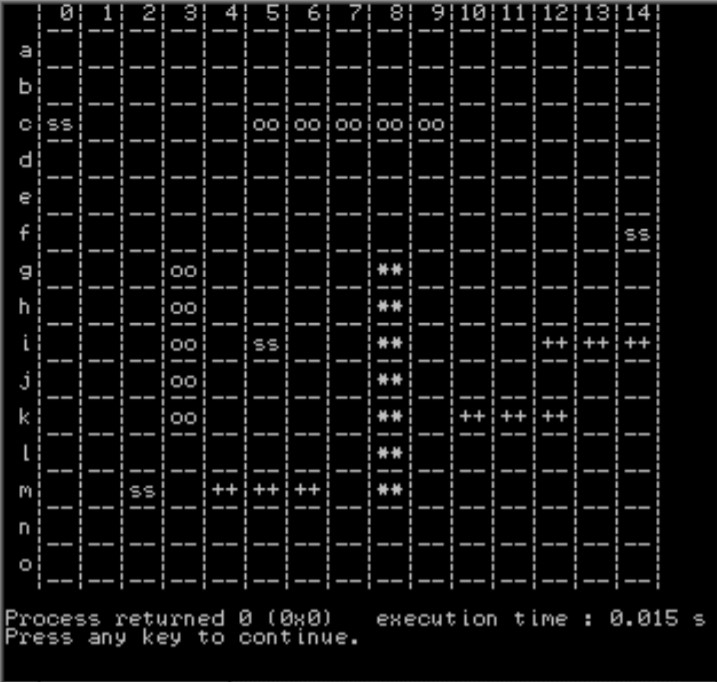 0¦ 1¦ 2¦ 3¦ 4¦ 5¦ 6¦ 7¦ 8¦ 9¦10¦11¦12¦13¦14¦
¦--¦--¦--¦--¦--¦--¦--¦--¦--¦--¦--¦--¦--¦--¦--¦
a¦  ¦  ¦  ¦  ¦  ¦  ¦  ¦  ¦  ¦  ¦  ¦  ¦  ¦  ¦  ¦
¦--¦--¦--¦--¦--¦--¦--¦--¦--¦--¦--¦--¦--¦--¦--¦
b¦  ¦  ¦  ¦  ¦  ¦  ¦  ¦  ¦  ¦  ¦  ¦  ¦  ¦  ¦  ¦
¦--¦--¦--¦--¦--¦--¦--¦--¦--¦--¦--¦--¦--¦--¦--¦
c¦ss¦  ¦  ¦  ¦  ¦oo¦oo¦oo¦oo¦oo¦  ¦  ¦  ¦  ¦  ¦
¦--¦--¦--¦--¦--¦--¦--¦--¦--¦--¦--¦--¦--¦--¦--¦
d¦  ¦  ¦  ¦  ¦  ¦  ¦  ¦  ¦  ¦  ¦  ¦  ¦  ¦  ¦  ¦
¦--¦--¦--¦--¦--¦--¦--¦--¦--¦--¦--¦--¦--¦--¦--¦
e¦  ¦  ¦  ¦  ¦  ¦  ¦  ¦  ¦  ¦  ¦  ¦  ¦  ¦  ¦  ¦
¦--¦--¦--¦--¦--¦--¦--¦--¦--¦--¦--¦--¦--¦--¦--¦
f¦  ¦  ¦  ¦  ¦  ¦  ¦  ¦  ¦  ¦  ¦  ¦  ¦  ¦  ¦ss¦
¦--¦--¦--¦--¦--¦--¦--¦--¦--¦--¦--¦--¦--¦--¦--¦
g¦  ¦  ¦  ¦oo¦  ¦  ¦  ¦  ¦**¦  ¦  ¦  ¦  ¦  ¦  ¦
¦--¦--¦--¦--¦--¦--¦--¦--¦--¦--¦--¦--¦--¦--¦--¦
h¦  ¦  ¦  ¦oo¦  ¦  ¦  ¦  ¦**¦  ¦  ¦  ¦  ¦  ¦  ¦
¦--¦--¦--¦--¦--¦--¦--¦--¦--¦--¦--¦--¦--¦--¦--¦
i¦  ¦  ¦  ¦oo¦  ¦ss¦  ¦  ¦**¦  ¦  ¦  ¦++¦++¦++¦
¦--¦--¦--¦--¦--¦--¦--¦--¦--¦--¦--¦--¦--¦--¦--¦
j¦  ¦  ¦  ¦oo¦  ¦  ¦  ¦  ¦**¦  ¦  ¦  ¦  ¦  ¦  ¦
¦--¦--¦--¦--¦--¦--¦--¦--¦--¦--¦--¦--¦--¦--¦--¦
k¦  ¦  ¦  ¦oo¦  ¦  ¦  ¦  ¦**¦  ¦++¦++¦++¦  ¦  ¦
¦--¦--¦--¦--¦--¦--¦--¦--¦--¦--¦--¦--¦--¦--¦--¦
l¦  ¦  ¦  ¦  ¦  ¦  ¦  ¦  ¦**¦  ¦  ¦  ¦  ¦  ¦  ¦
¦--¦--¦--¦--¦--¦--¦--¦--¦--¦--¦--¦--¦--¦--¦--¦
m¦  ¦  ¦ss¦  ¦++¦++¦++¦  ¦**¦  ¦  ¦  ¦  ¦  ¦  ¦
¦--¦--¦--¦--¦--¦--¦--¦--¦--¦--¦--¦--¦--¦--¦--¦
n¦  ¦  ¦  ¦  ¦  ¦  ¦  ¦  ¦  ¦  ¦  ¦  ¦  ¦  ¦  ¦
¦--¦--¦--¦--¦--¦--¦--¦--¦--¦--¦--¦--¦--¦--¦--¦
o¦  ¦  ¦  ¦  ¦  ¦  ¦  ¦  ¦  ¦  ¦  ¦  ¦  ¦  ¦  ¦
¦--¦--¦--¦--¦--¦--¦--¦--¦--¦--¦--¦--¦--¦--¦--¦
Process returned 0 (0x0)   execution time : 0.015 s
Press any key to continue.